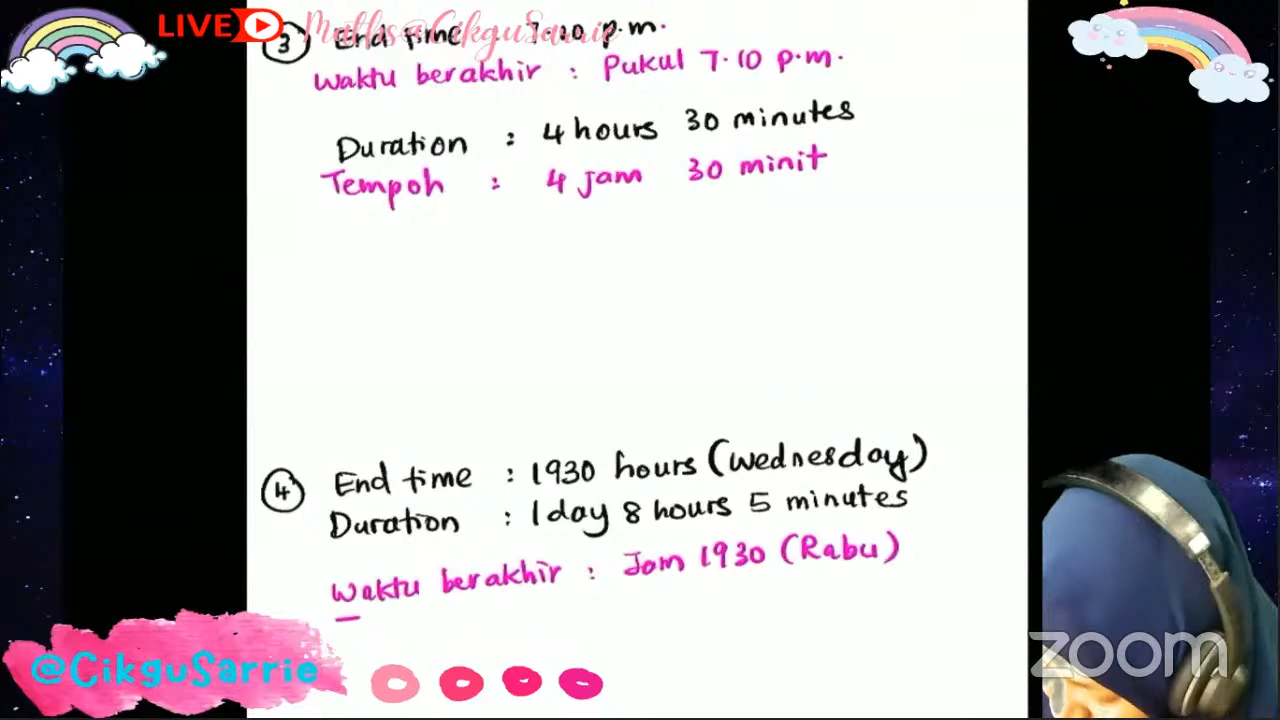 LIVE Maths@CikguSarrie
3 End time : 7.10 p.m.
Waktu berakhir : Pukul 7.10 p.m.
Duration : 4 hours 30 minutes
Tempoh : 4 jam 30 minit
4 End time : 1930 hours (Wednesday)
Duration : 1 day 8 hours 5 minutes
Waktu berakhir : Jam 1930 (Rabu)
@CikguSarrie
zoom